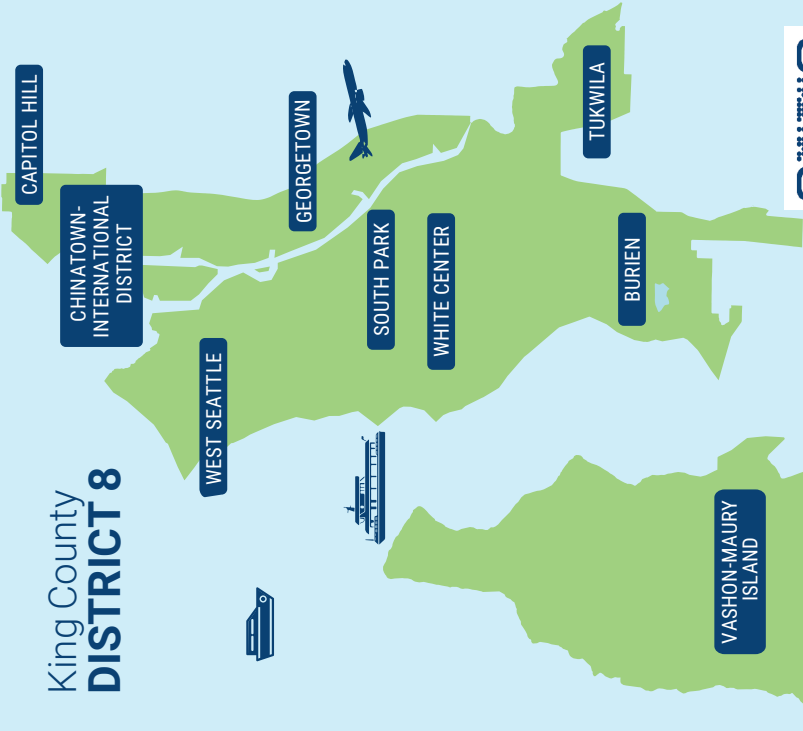 King County
DISTRICT 8
CAPITOL HILL
CHINATOWN-
INTERNATIONAL
DISTRICT
WEST SEATTLE
GEORGETOWN
SOUTH PARK
WHITE CENTER
TUKWILA
BURIEN
VASHON-MAURY
ISLAND